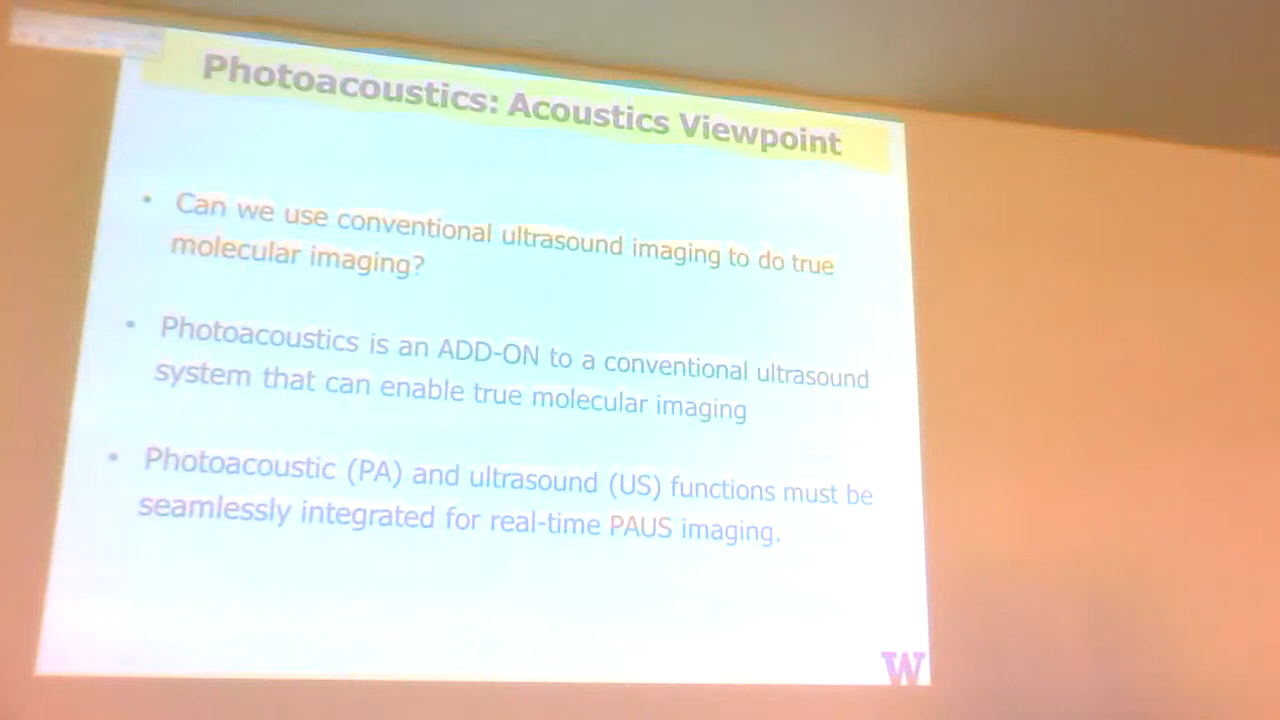 Photoacoustics: Acoustics Viewpoint
• Can we use conventional ultrasound imaging to do true
molecular imaging?
• Photoacoustics is an ADD-ON to a conventional ultrasound
system that can enable true molecular imaging
• Photoacoustic (PA) and ultrasound (US) functions must be
seamlessly integrated for real-time PAUS imaging.
W